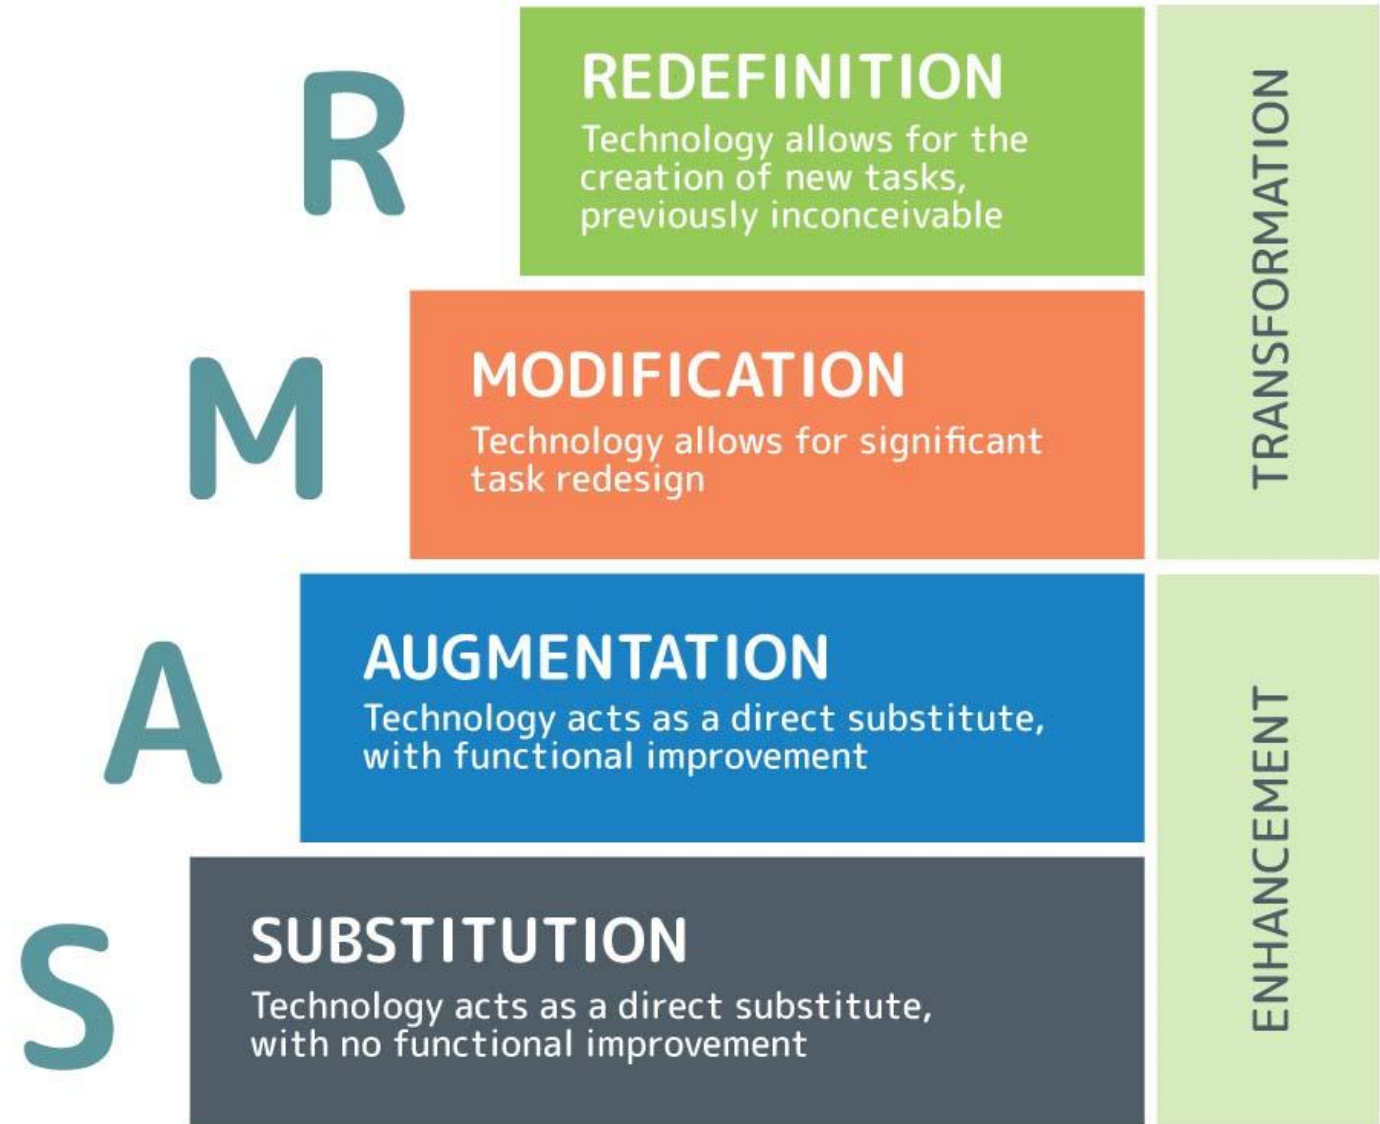 R
REDEFINITION
Technology allows for the
creation of new tasks,
previously inconceivable
M
MODIFICATION
Technology allows for significant
task redesign
TRANSFORMATION
A
AUGMENTATION
Technology acts as a direct substitute,
with functional improvement
S
SUBSTITUTION
Technology acts as a direct substitute,
with no functional improvement
ENHANCEMENT